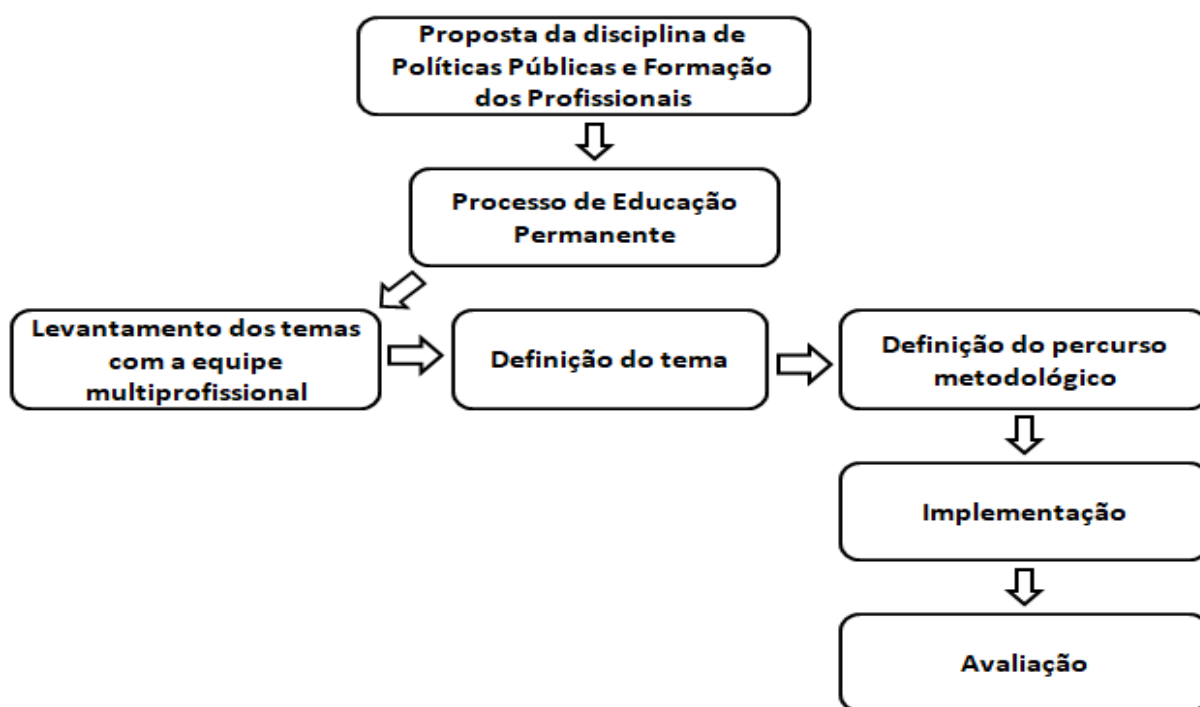 Proposta da disciplina de
Políticas Públicas e Formação
dos Profissionais
Processo de Educação
Permanente
Levantamento dos temas
com a equipe
multiprofissional
Definição do tema
Definição do percurso
metodológico
Implementação
Avaliação